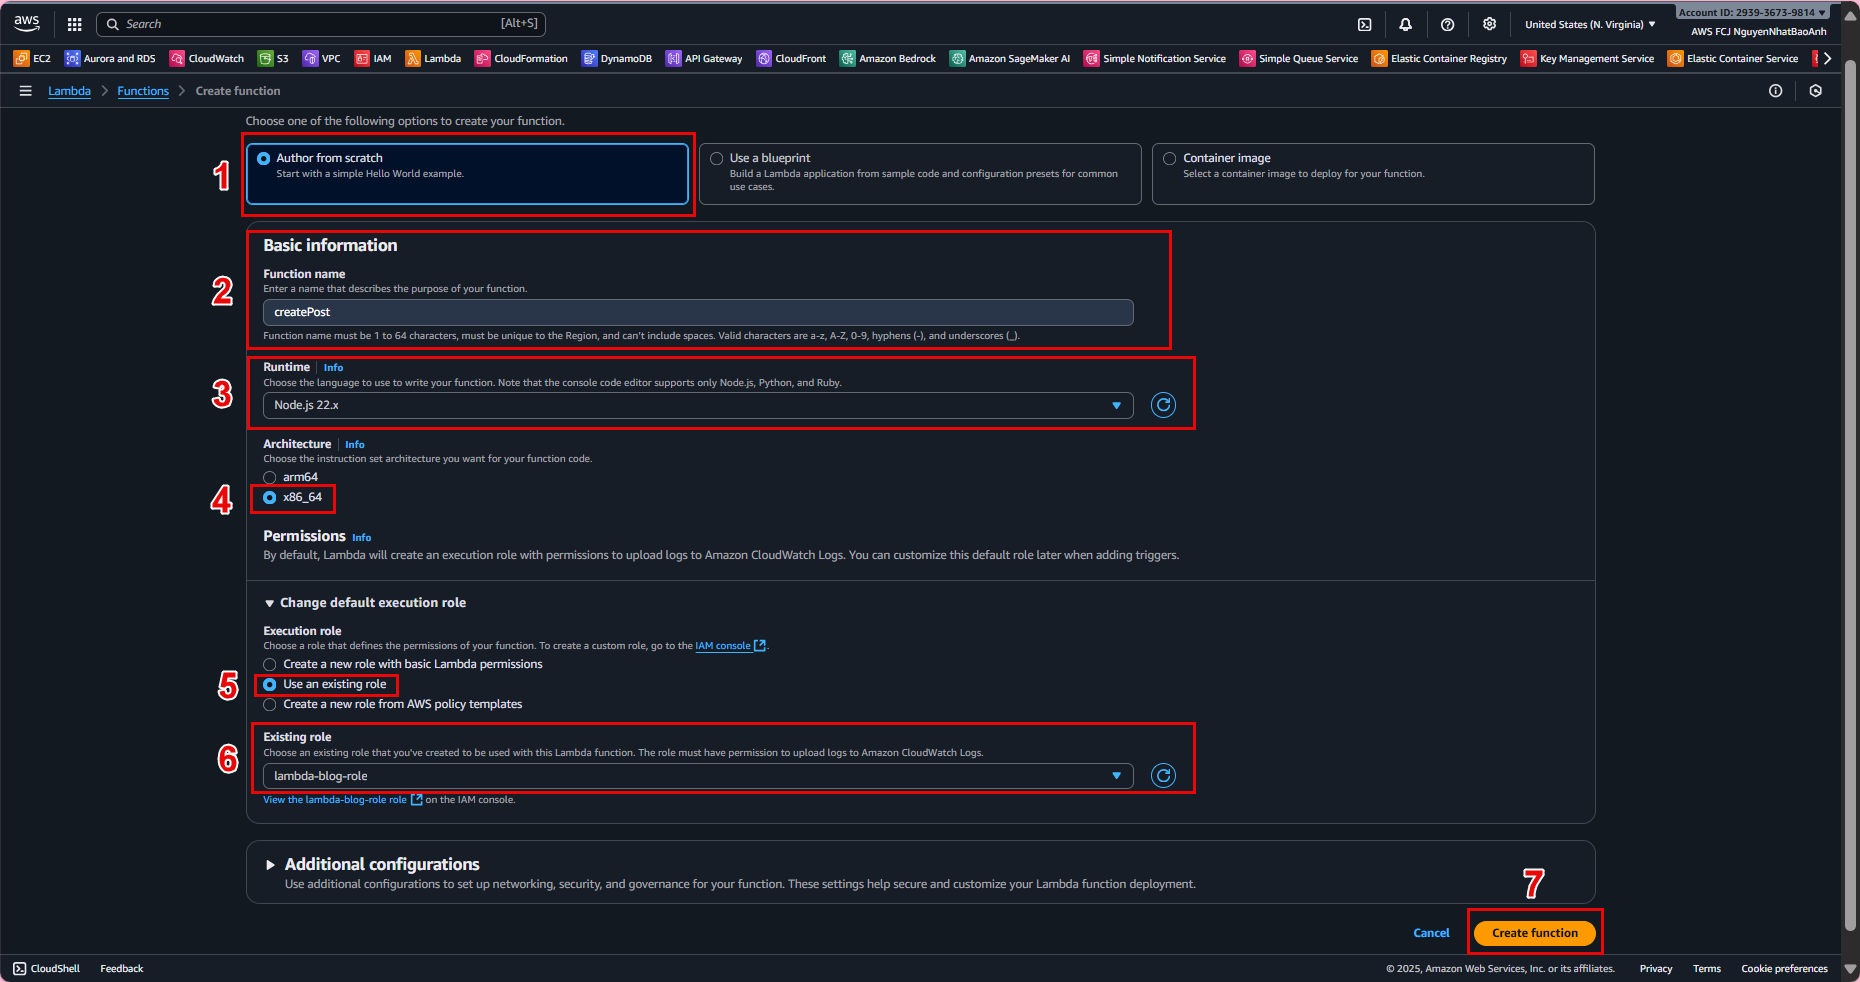 aws
Search
[Alt+S]
United States (N. Virginia)
Account ID: 2939-3673-9814
AWS FCJ NguyenNhatBaoAnh
EC2
Aurora and RDS
CloudWatch
S3
VPC
IAM
Lambda
CloudFormation
DynamoDB
API Gateway
CloudFront
Amazon Bedrock
Amazon SageMaker AI
Simple Notification Service
Simple Queue Service
Elastic Container Registry
Key Management Service
Elastic Container Service
Lambda
Functions
Create function
Choose one of the following options to create your function.
1
Author from scratch
Start with a simple Hello World example.
Use a blueprint
Build a Lambda application from sample code and configuration presets for common
use cases.
Container image
Select a container image to deploy for your function.
2
Basic information
Function name
Enter a name that describes the purpose of your function.
createPost
Function name must be 1 to 64 characters, must be unique to the Region, and can't include spaces. Valid characters are a-z, A-Z, 0-9, hyphens (-), and underscores (_).
3
Runtime Info
Choose the language to use to write your function. Note that the console code editor supports only Node.js, Python, and Ruby.
Node.js 22.x
Architecture Info
Choose the instruction set architecture you want for your function code.
arm64
4
x86_64
Permissions Info
By default, Lambda will create an execution role with permissions to upload logs to Amazon CloudWatch Logs. You can customize this default role later when adding triggers.
Change default execution role
Execution role
Choose a role that defines the permissions of your function. To create a custom role, go to the IAM console.
Create a new role with basic Lambda permissions
5
Use an existing role
Create a new role from AWS policy templates
6
Existing role
Choose an existing role that you've created to be used with this Lambda function. The role must have permission to upload logs to Amazon CloudWatch Logs.
lambda-blog-role
View the lambda-blog-role role on the IAM console.
Additional configurations
Use additional configurations to set up networking, security, and governance for your function. These settings help secure and customize your Lambda function deployment.
7
Cancel
Create function
CloudShell
Feedback
© 2025, Amazon Web Services, Inc. or its affiliates.
Privacy
Terms
Cookie preferences